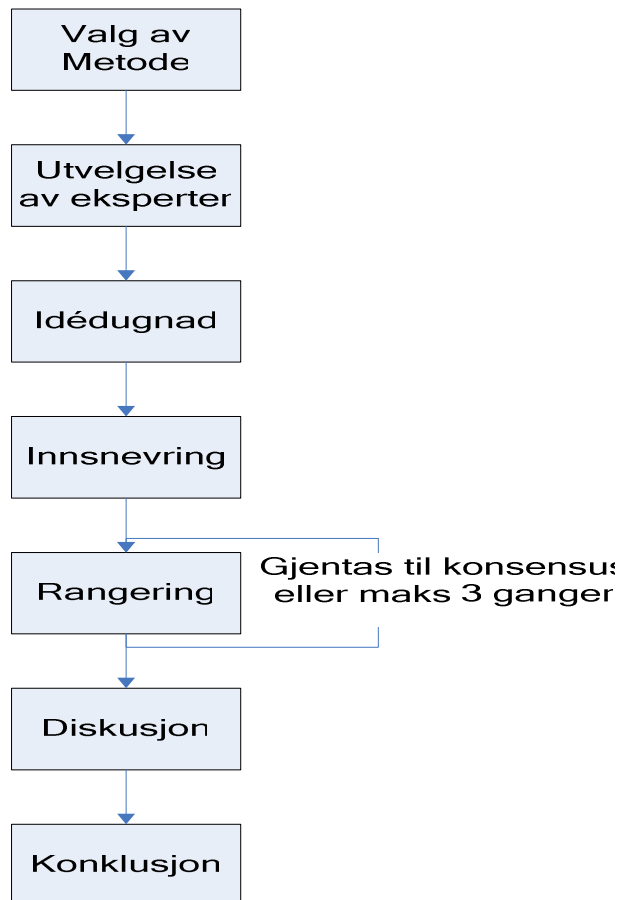 Valg av
Metode
Utvelgelse
av eksperter
Idédugnad
Innsnevring
Rangering
Gjentas til konsensus
eller maks 3 ganger
Diskusjon
Konklusjon